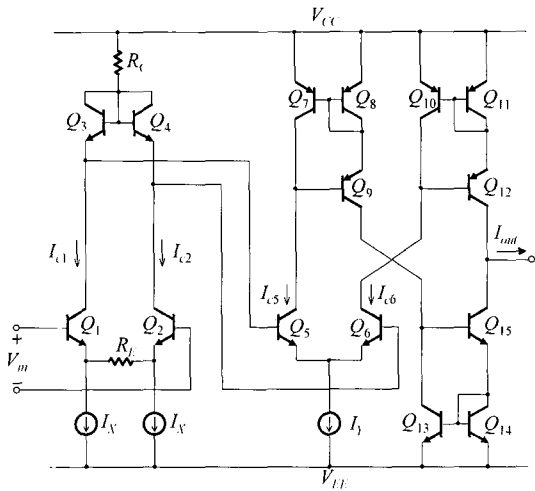 V_CC
R_C
Q_7
Q_8
Q_10
Q_11
Q_3
Q_4
Q_9
Q_12
I_out
I_c1
I_c2
I_c5
I_c6
Q_1
Q_2
Q_5
Q_6
Q_15
+
V_in
−
R_E
I_X
I_X
I_Y
Q_13
Q_14
V_EE